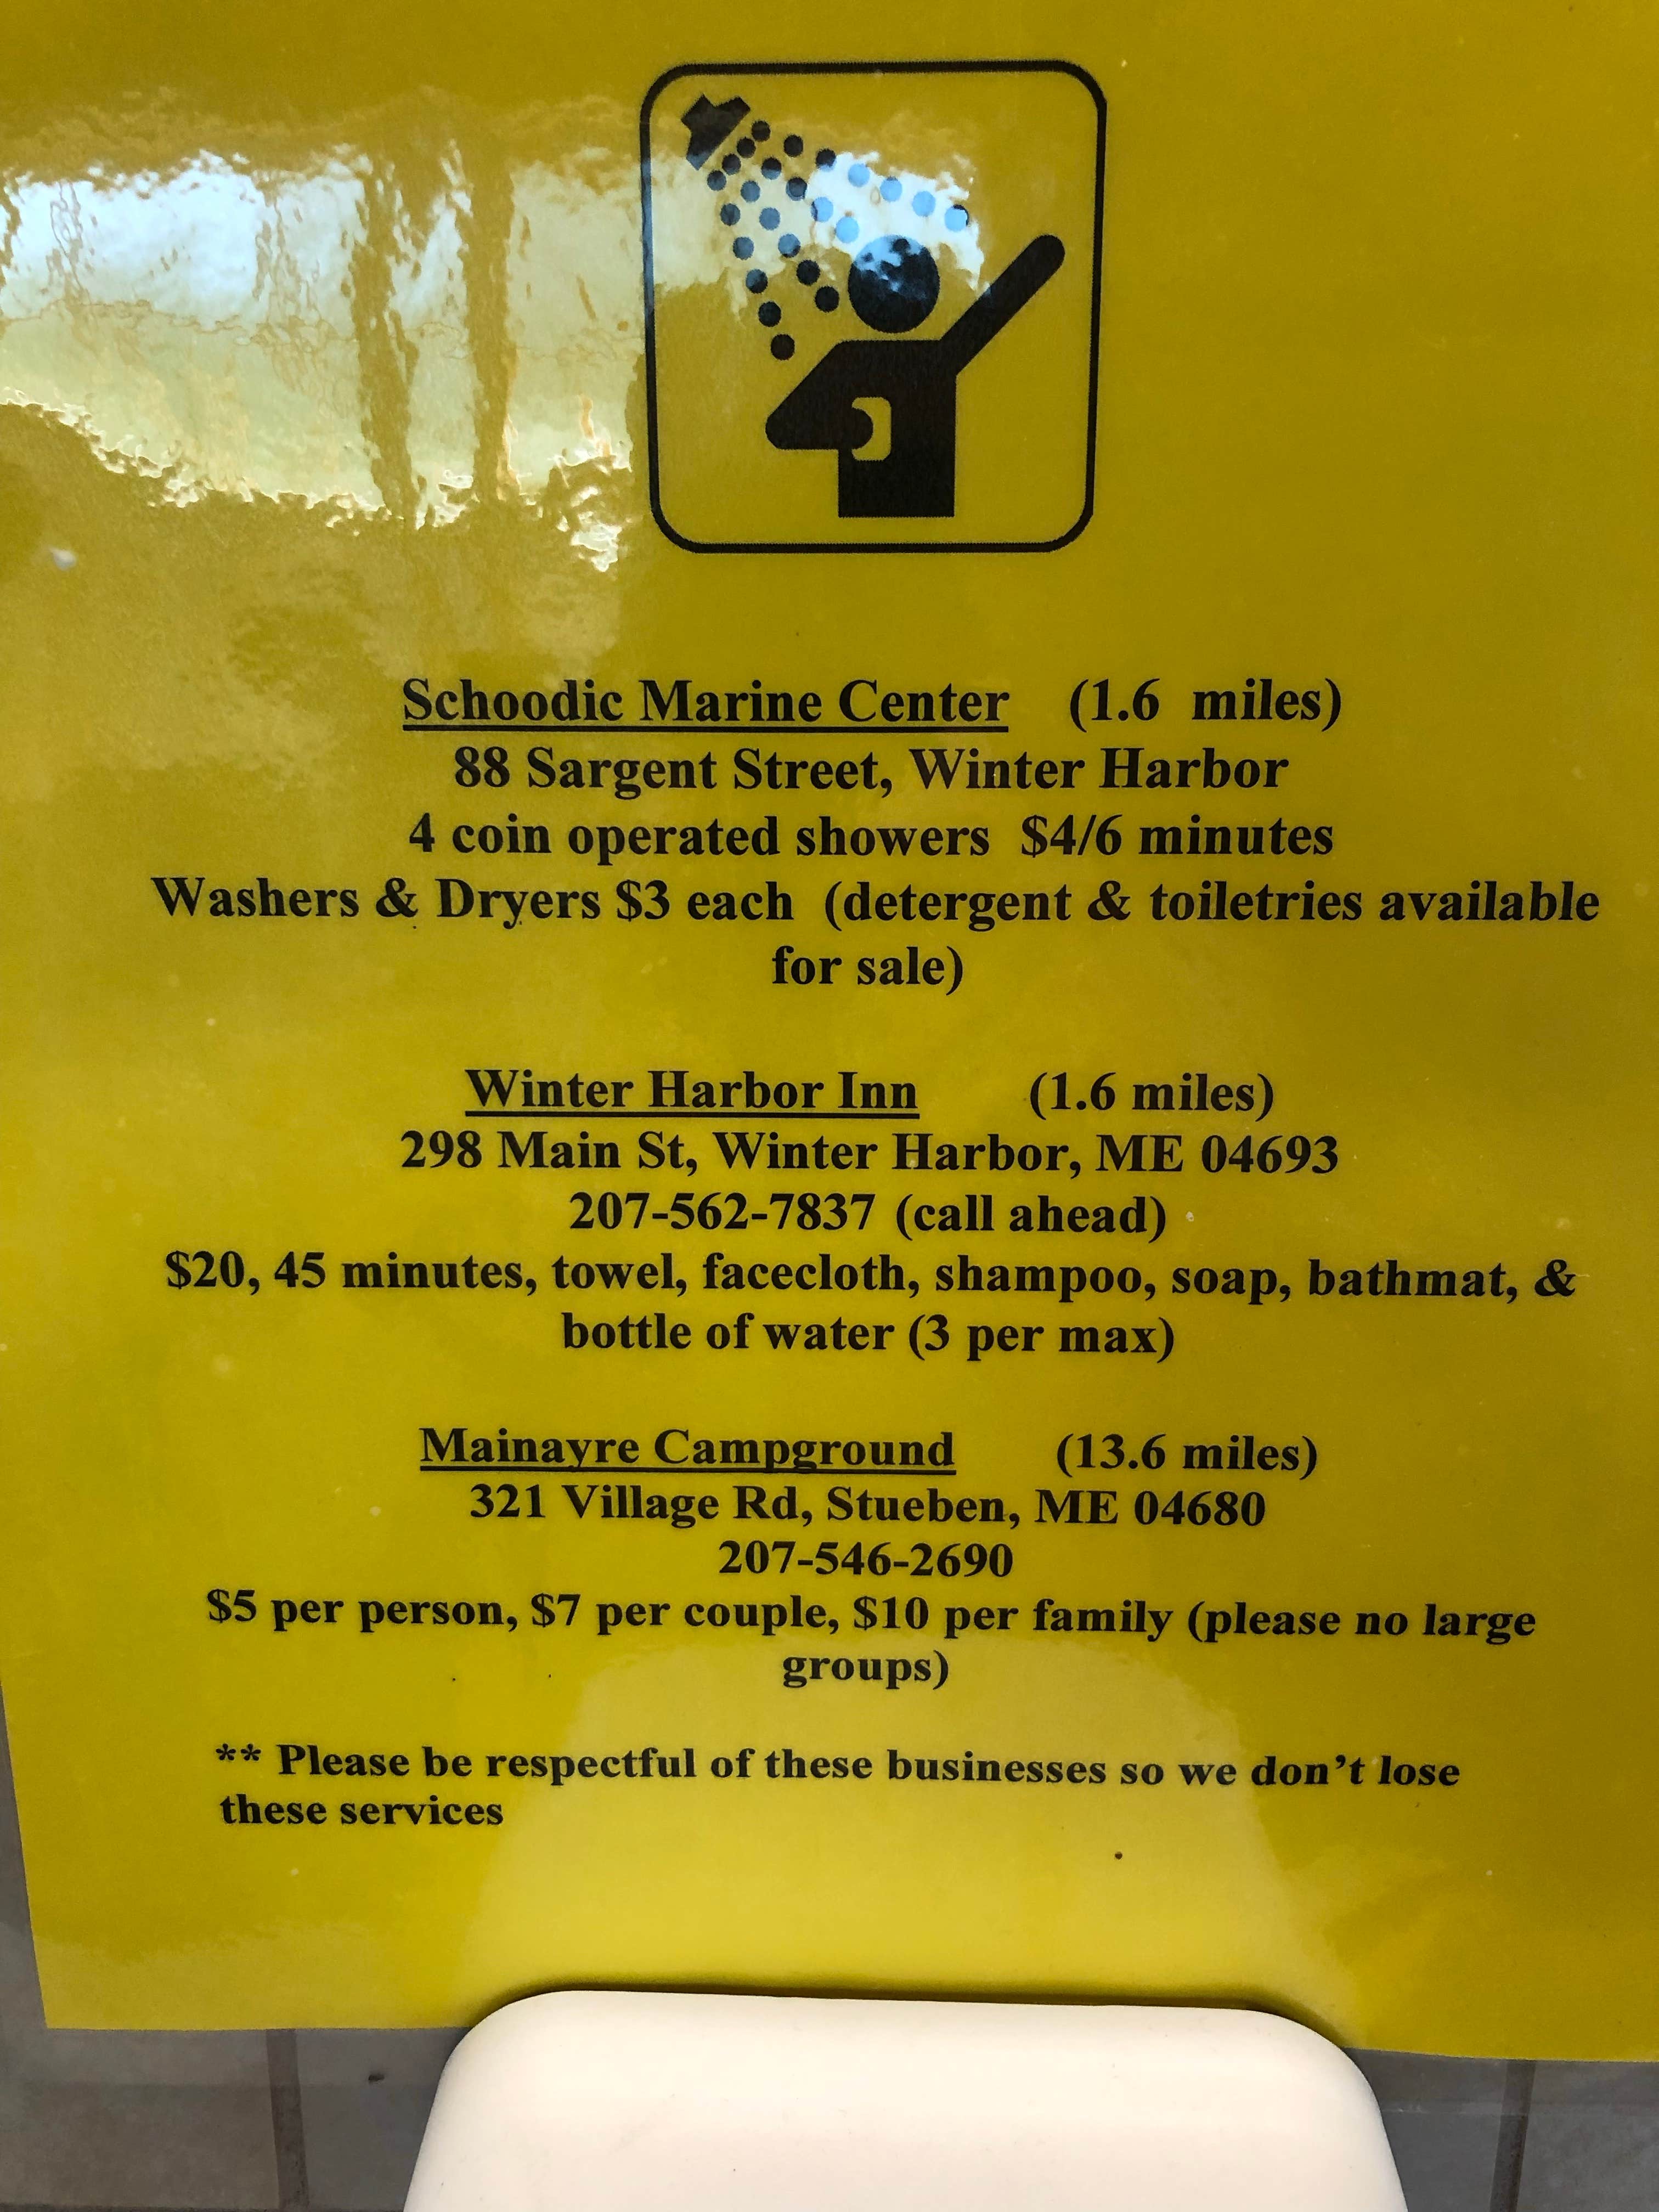 Schoodic Marine Center (1.6 miles)
88 Sargent Street, Winter Harbor
4 coin operated showers $4/6 minutes
Washers & Dryers $3 each (detergent & toiletries available
for sale)
Winter Harbor Inn (1.6 miles)
298 Main St, Winter Harbor, ME 04693
207-562-7837 (call ahead)
$20, 45 minutes, towel, facecloth, shampoo, soap, bathmat, &
bottle of water (3 per max)
Mainayre Campground (13.6 miles)
321 Village Rd, Stueben, ME 04680
207-546-2690
$5 per person, $7 per couple, $10 per family (please no large
groups)
** Please be respectful of these businesses so we don’t lose
these services